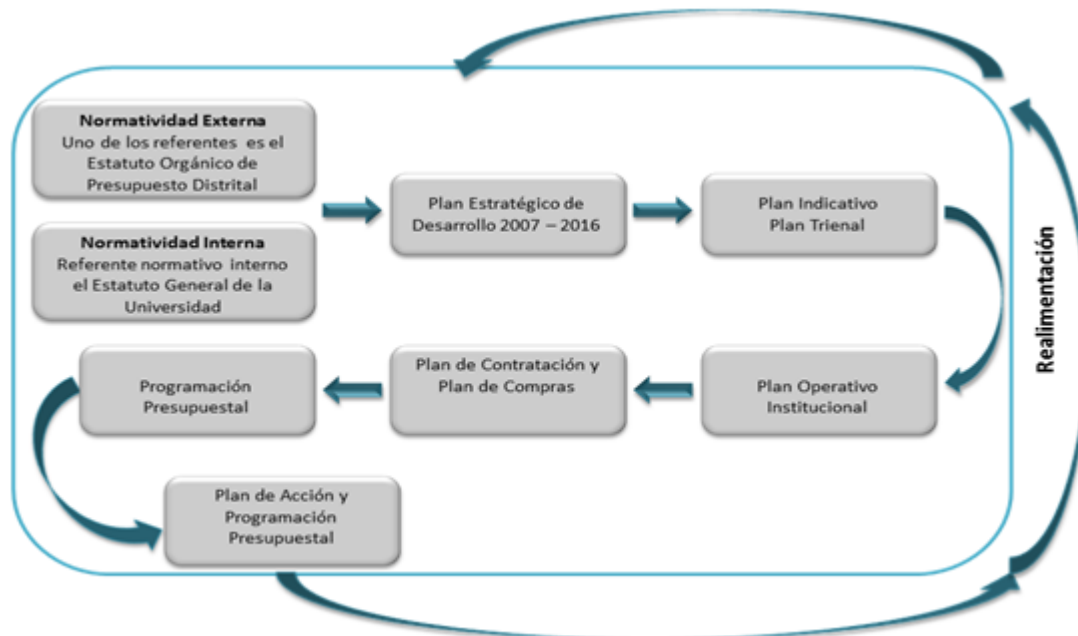 Normatividad Externa
Uno de los referentes es el
Estatuto Orgánico de
Presupuesto Distrital
Normatividad Interna
Referente normativo interno
el Estatuto General de la
Universidad
Plan Estratégico de
Desarrollo 2007 – 2016
Plan Indicativo
Plan Trienal
Plan Operativo
Institucional
Plan de Contratación y
Plan de Compras
Programación
Presupuestal
Plan de Acción y
Programación
Presupuestal
Realimentación